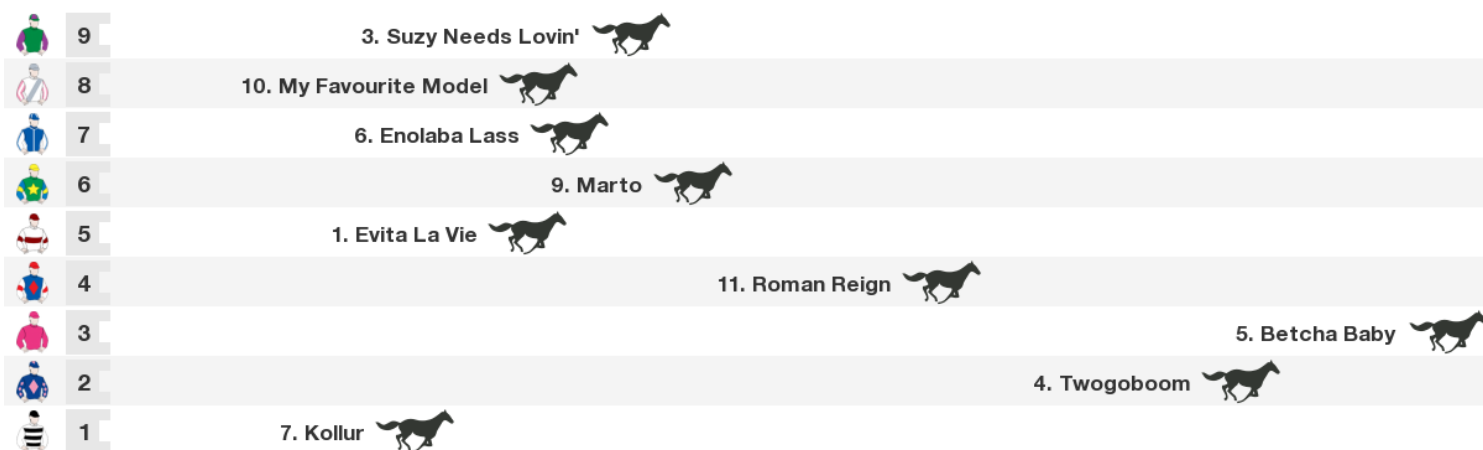 9 3. Suzy Needs Lovin'
8 10. My Favourite Model
7 6. Enolaba Lass
6 9. Marto
5 1. Evita La Vie
4 11. Roman Reign
3 5. Betcha Baby
2 4. Twogoboom
1 7. Kollur